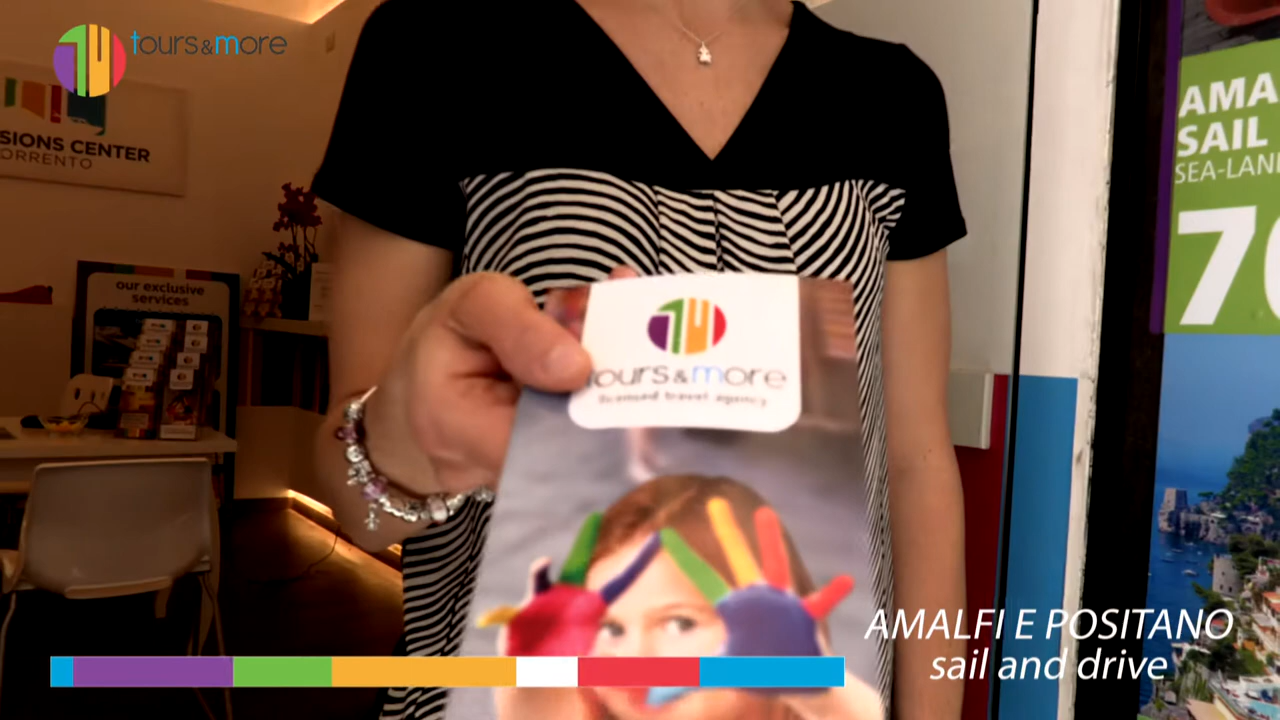 tours&more
SIONS CENTER
ORRENTO
our exclusive
services
tours&more
licensed travel agency
AMA
SAIL
SEA-LAN
70
AMALFI E POSITANO
sail and drive